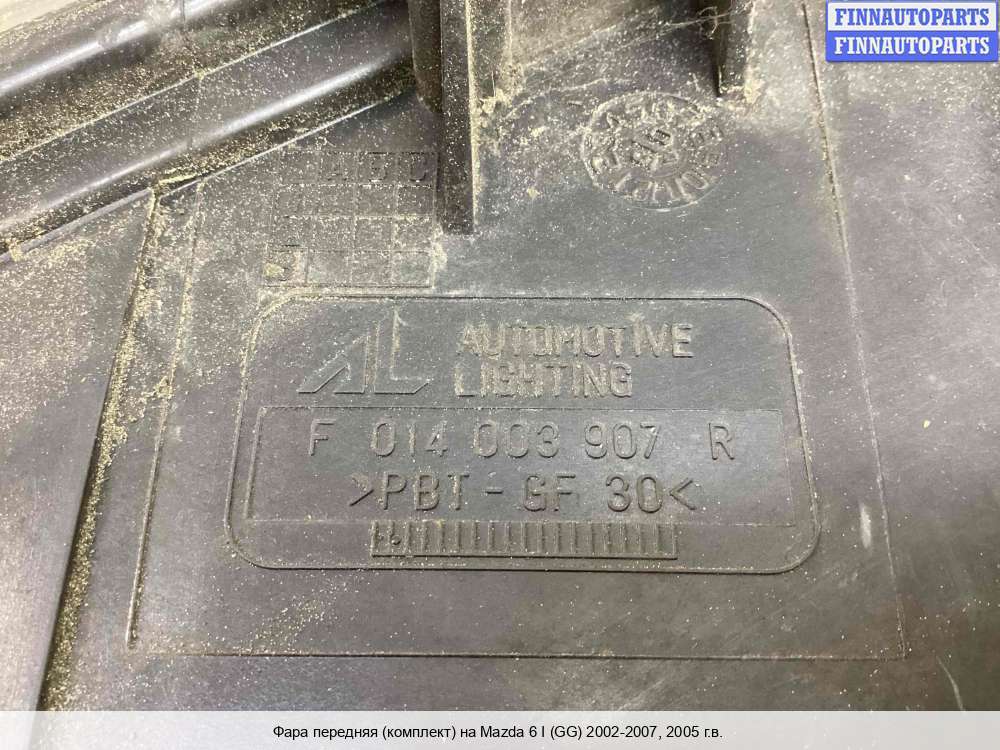 FINNAUTOPARTS
FINNAUTOPARTS
A B C
AL AUTOMOTIVE
LIGHTING
F 014 003 907 R
>PBT - GF 30<
Фара передняя (комплект) на Mazda 6 I (GG) 2002-2007, 2005 г.в.